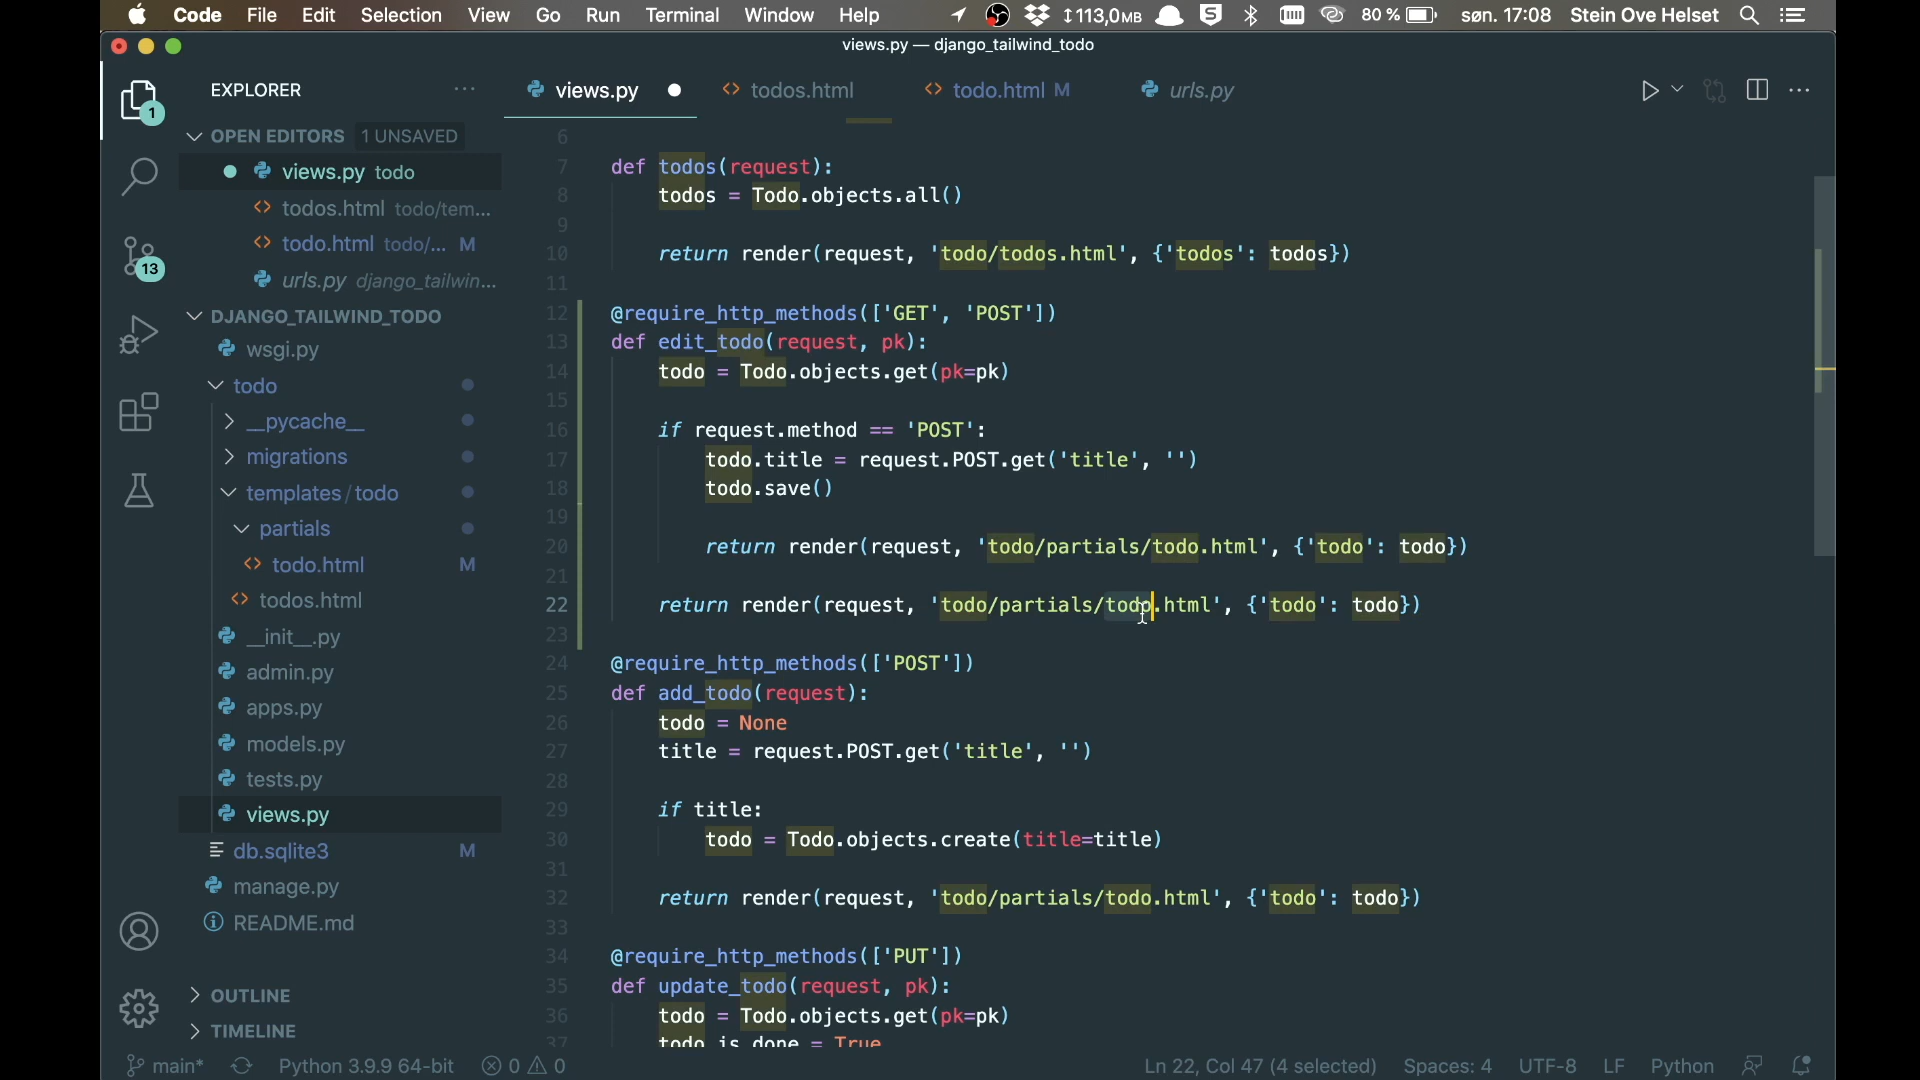 Code File Edit Selection View Go Run Terminal Window Help 113,0MB 80 % søn. 17:08 Stein Ove Helset
views.py — django_tailwind_todo
EXPLORER
views.py todos.html todo.html M urls.py
1
OPEN EDITORS 1 UNSAVED
views.py todo
todos.html todo/tem...
todo.html todo/... M
urls.py django_tailwin...
13
DJANGO_TAILWIND_TODO
wsgi.py
todo
__pycache__
migrations
templates / todo
partials
todo.html M
todos.html
__init__.py
admin.py
apps.py
models.py
tests.py
views.py
db.sqlite3 M
manage.py
README.md
OUTLINE
TIMELINE
6
7 def todos(request):
8 todos = Todo.objects.all()
9
10 return render(request, 'todo/todos.html', {'todos': todos})
11
12 @require_http_methods(['GET', 'POST'])
13 def edit_todo(request, pk):
14 todo = Todo.objects.get(pk=pk)
15
16 if request.method == 'POST':
17 todo.title = request.POST.get('title', '')
18 todo.save()
19
20 return render(request, 'todo/partials/todo.html', {'todo': todo})
21
22 return render(request, 'todo/partials/todo.html', {'todo': todo})
23
24 @require_http_methods(['POST'])
25 def add_todo(request):
26 todo = None
27 title = request.POST.get('title', '')
28
29 if title:
30 todo = Todo.objects.create(title=title)
31
32 return render(request, 'todo/partials/todo.html', {'todo': todo})
33
34 @require_http_methods(['PUT'])
35 def update_todo(request, pk):
36 todo = Todo.objects.get(pk=pk)
37 todo.is_done = True
main* Python 3.9.9 64-bit 0 0 Ln 22, Col 47 (4 selected) Spaces: 4 UTF-8 LF Python